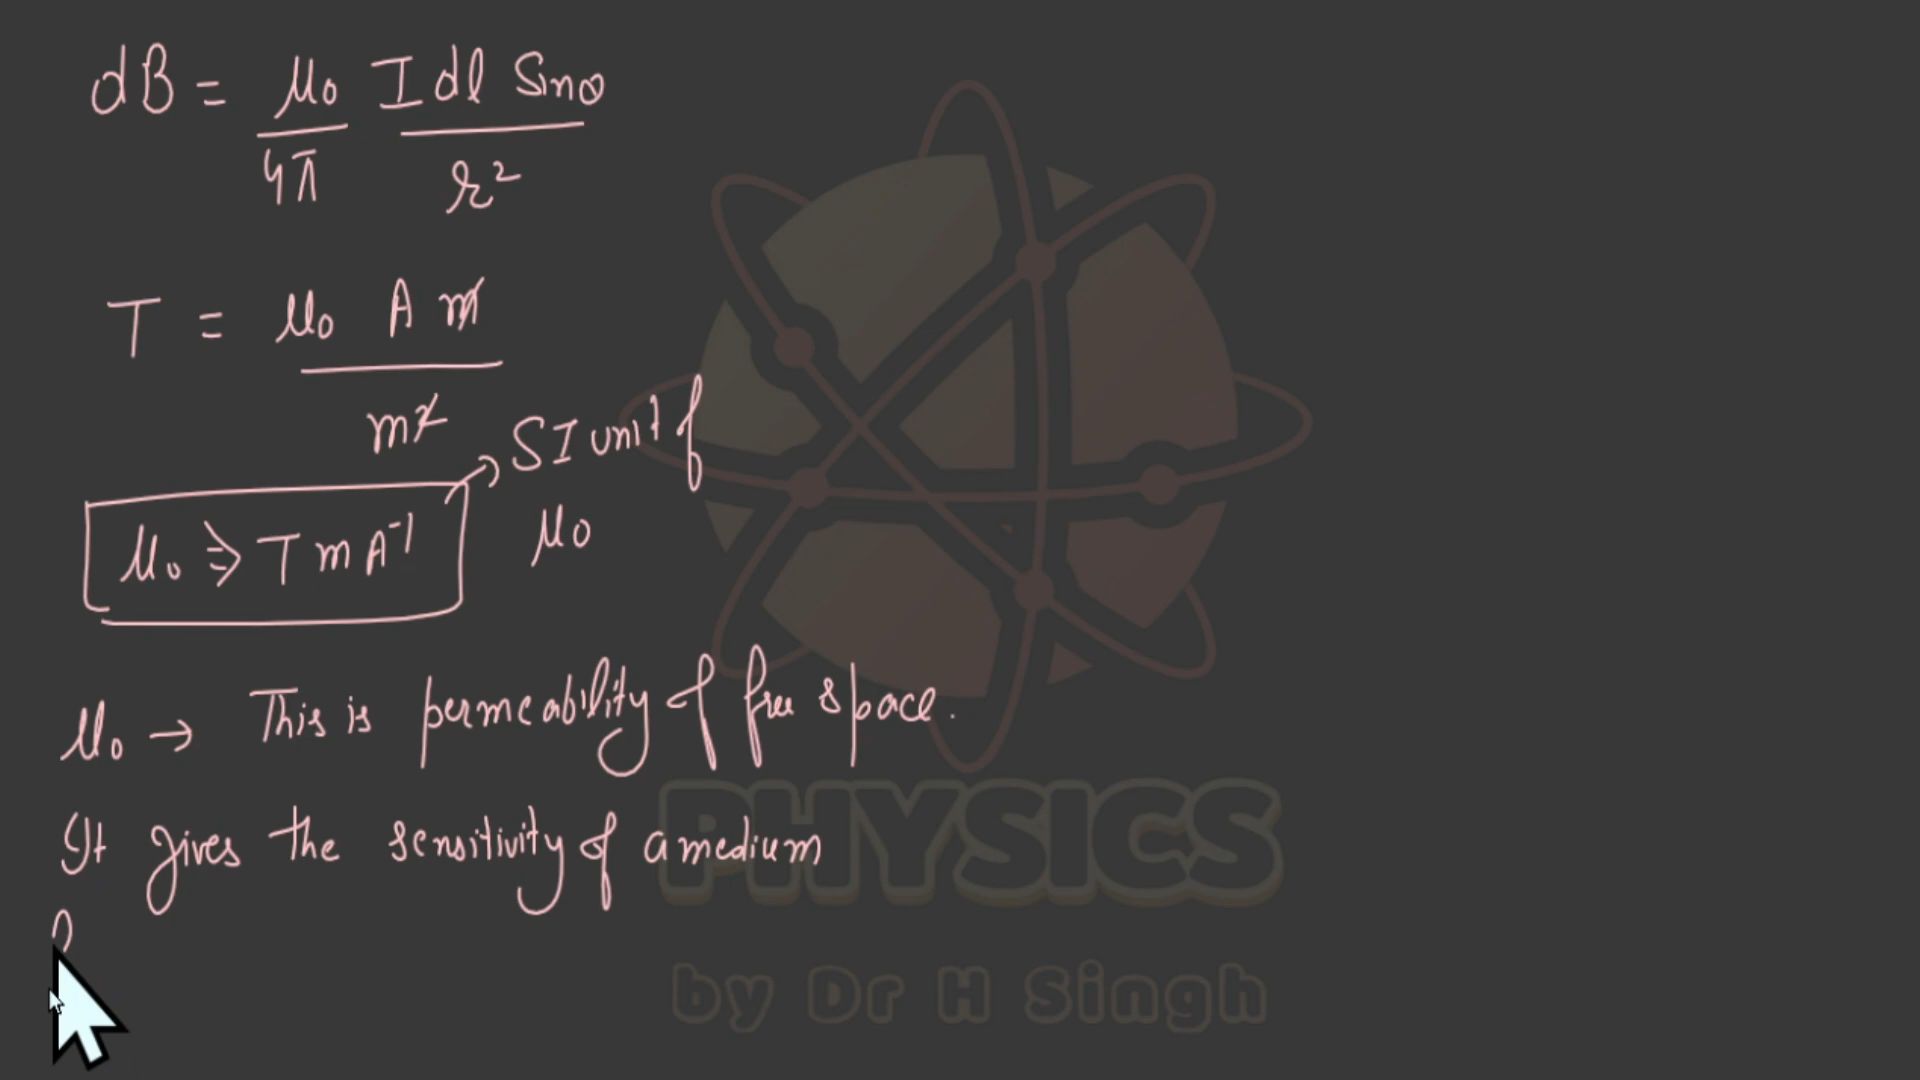 dB = μ₀ I dl Sinθ
4π r²
T = μ₀ A m
m²
SI unit of
μ₀
μ₀ ⇒ T m A⁻¹
μ₀ → This is permeability of free space.
It gives the sensitivity of a medium
PHYSICS
by Dr H Singh